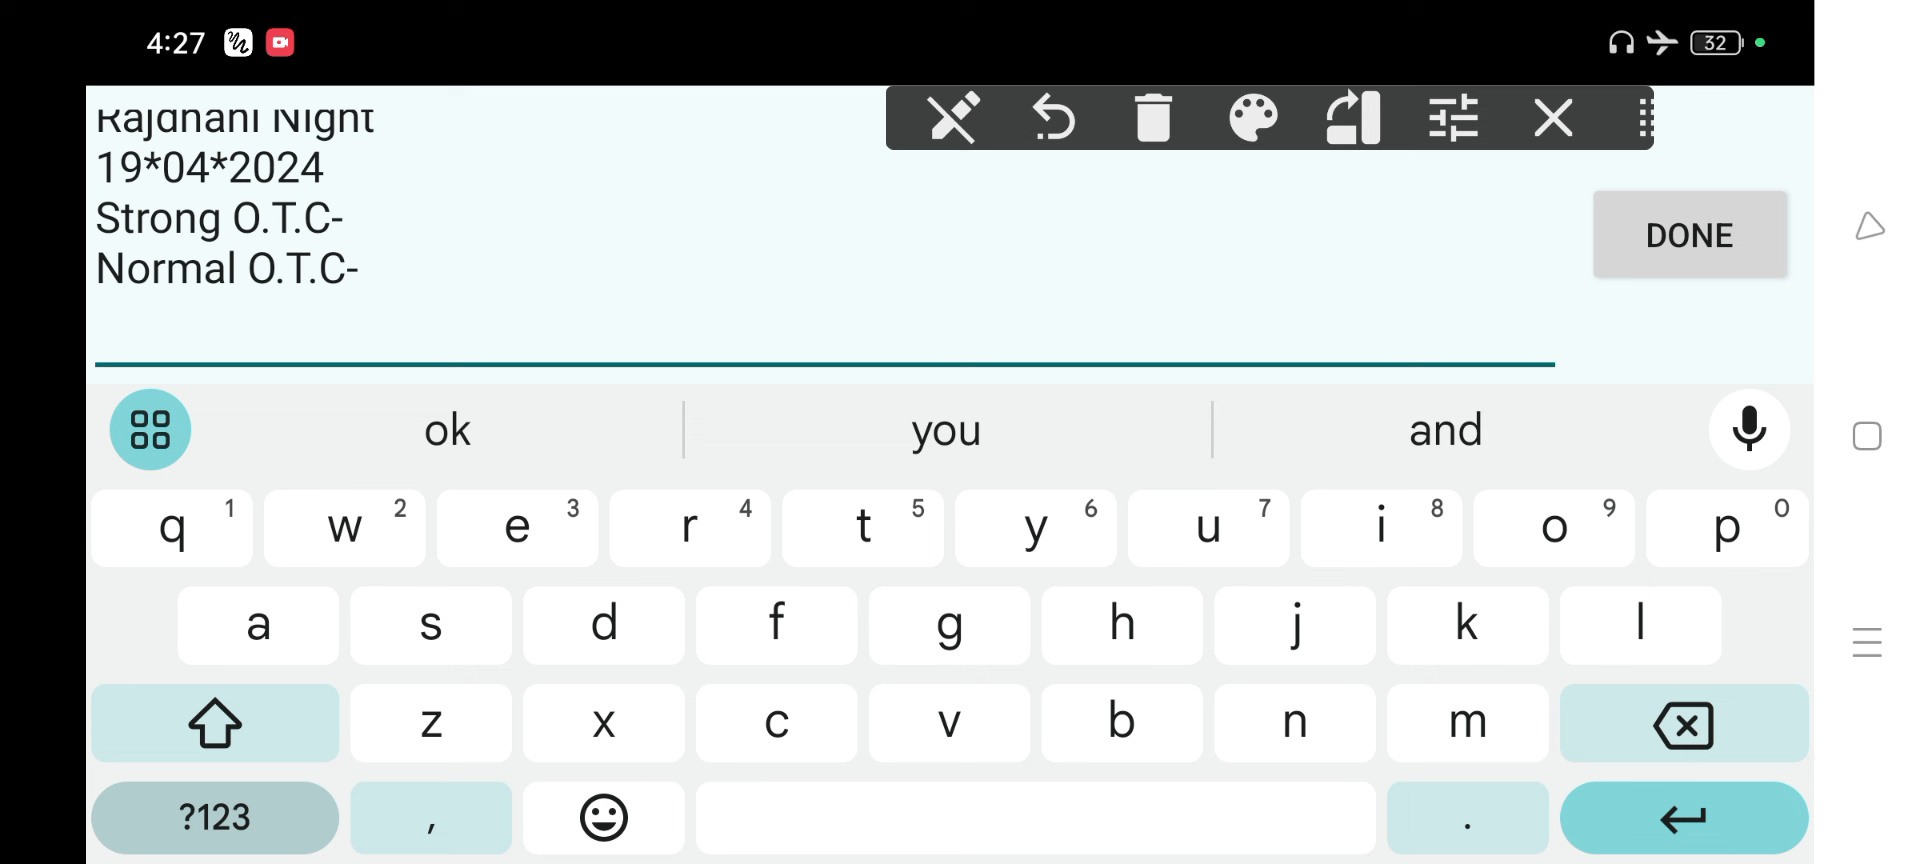 4:27
32
Rajdhani Night
19*04*2024
Strong O.T.C-
Normal O.T.C-
DONE
ok you and
q 1 w 2 e 3 r 4 t 5 y 6 u 7 i 8 o 9 p 0
a s d f g h j k l
z x c v b n m
?123 , .